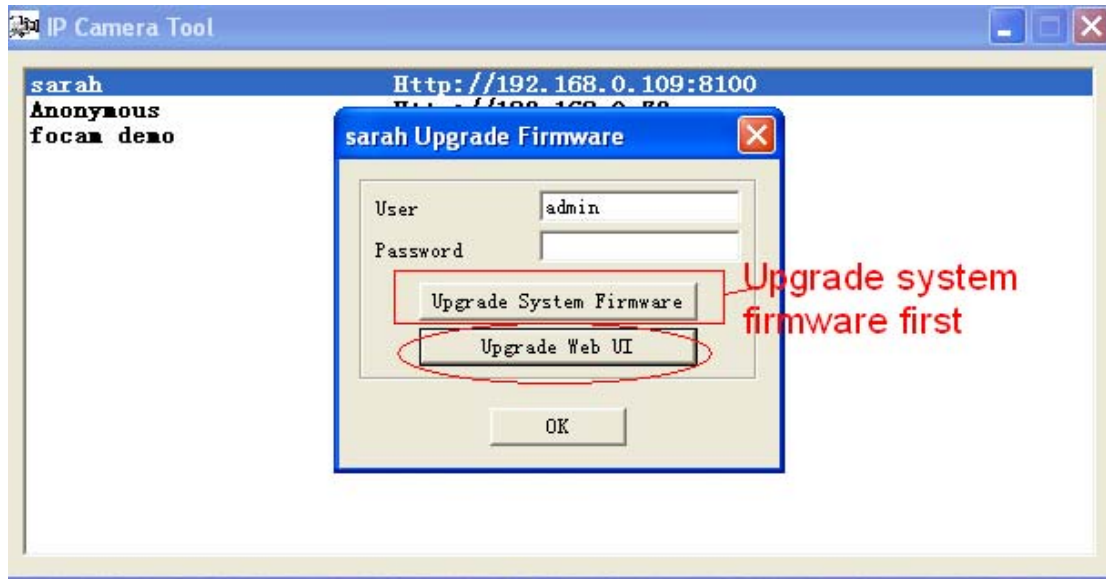 IP Camera Tool
sarah Http://192.168.0.109:8100
Anonymous
focam demo
sarah Upgrade Firmware
User admin
Password
Upgrade System Firmware
Upgrade Web UI
OK
Upgrade system
firmware first